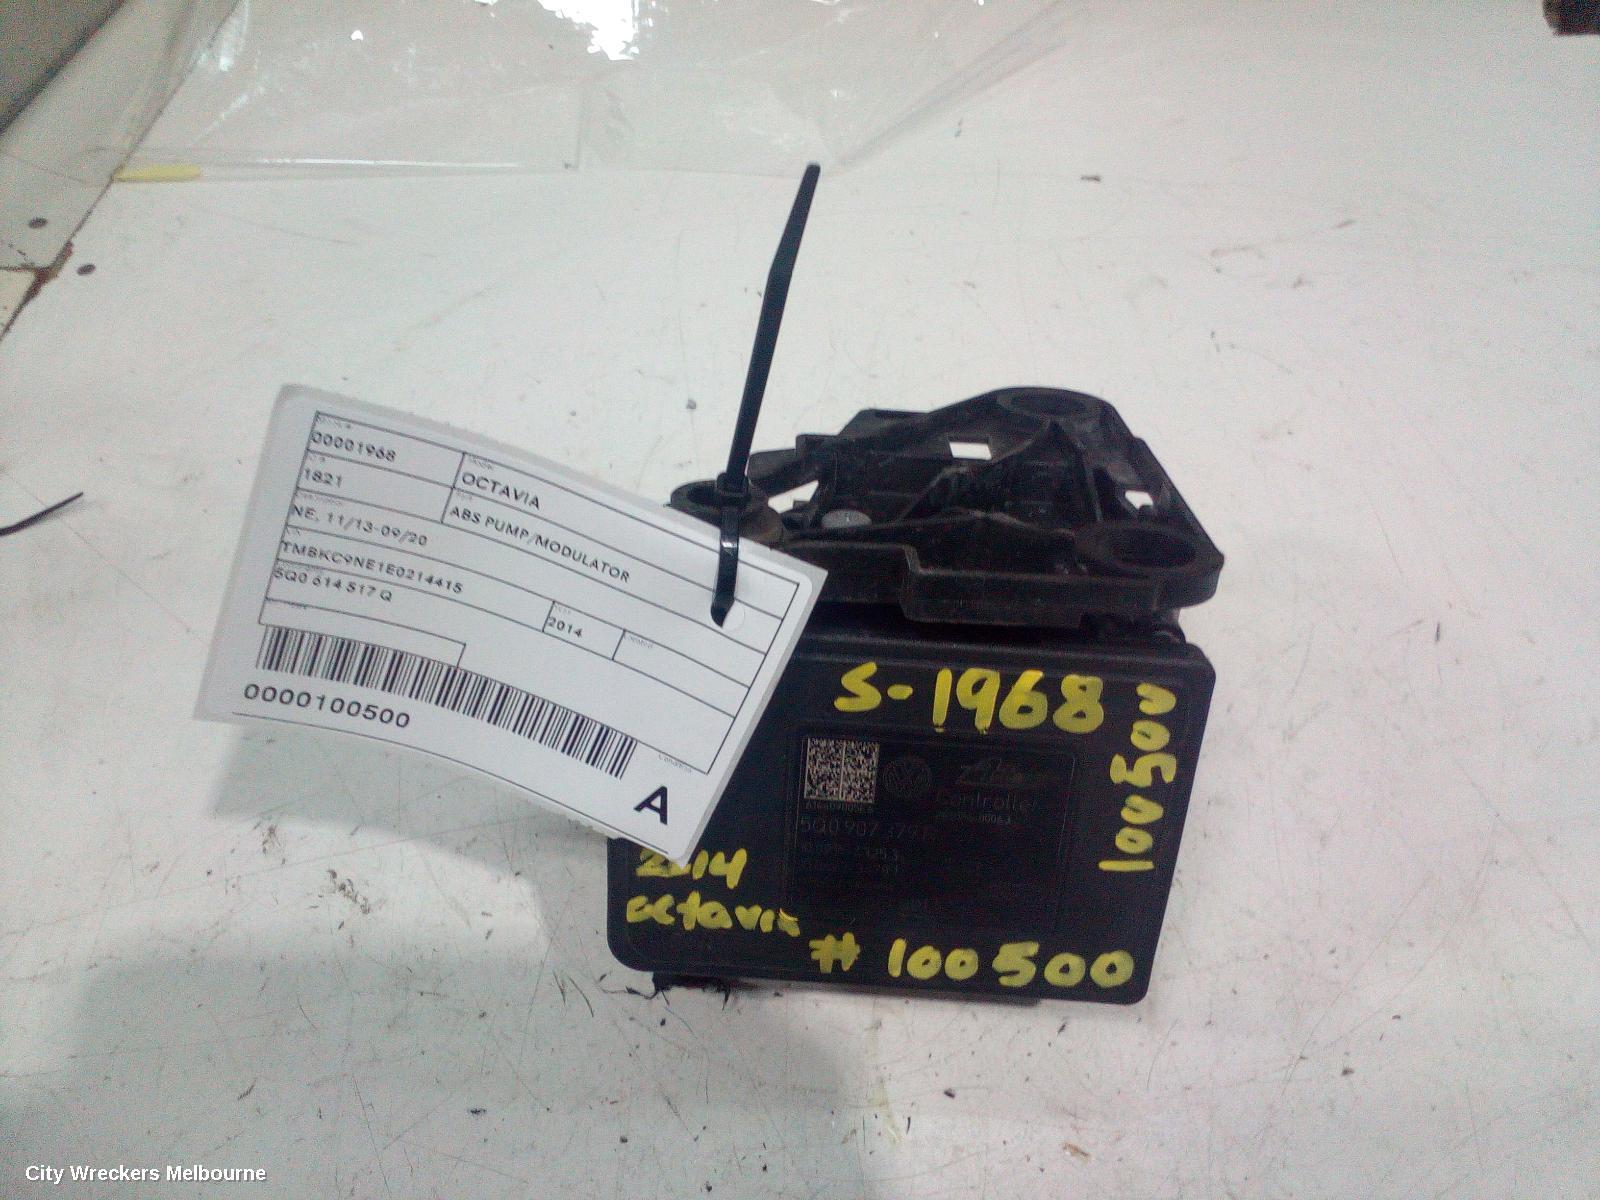 00001968
OCTAVIA
1821
ABS PUMP/MODULATOR
NE, 11/13-09/20
TMBKC9NE1E0214415
5Q0 614 517 Q
2014
0000100500
A
S-1968
100500
Controller
5Q0 907 379
2014
octavia
# 100500
City Wreckers Melbourne